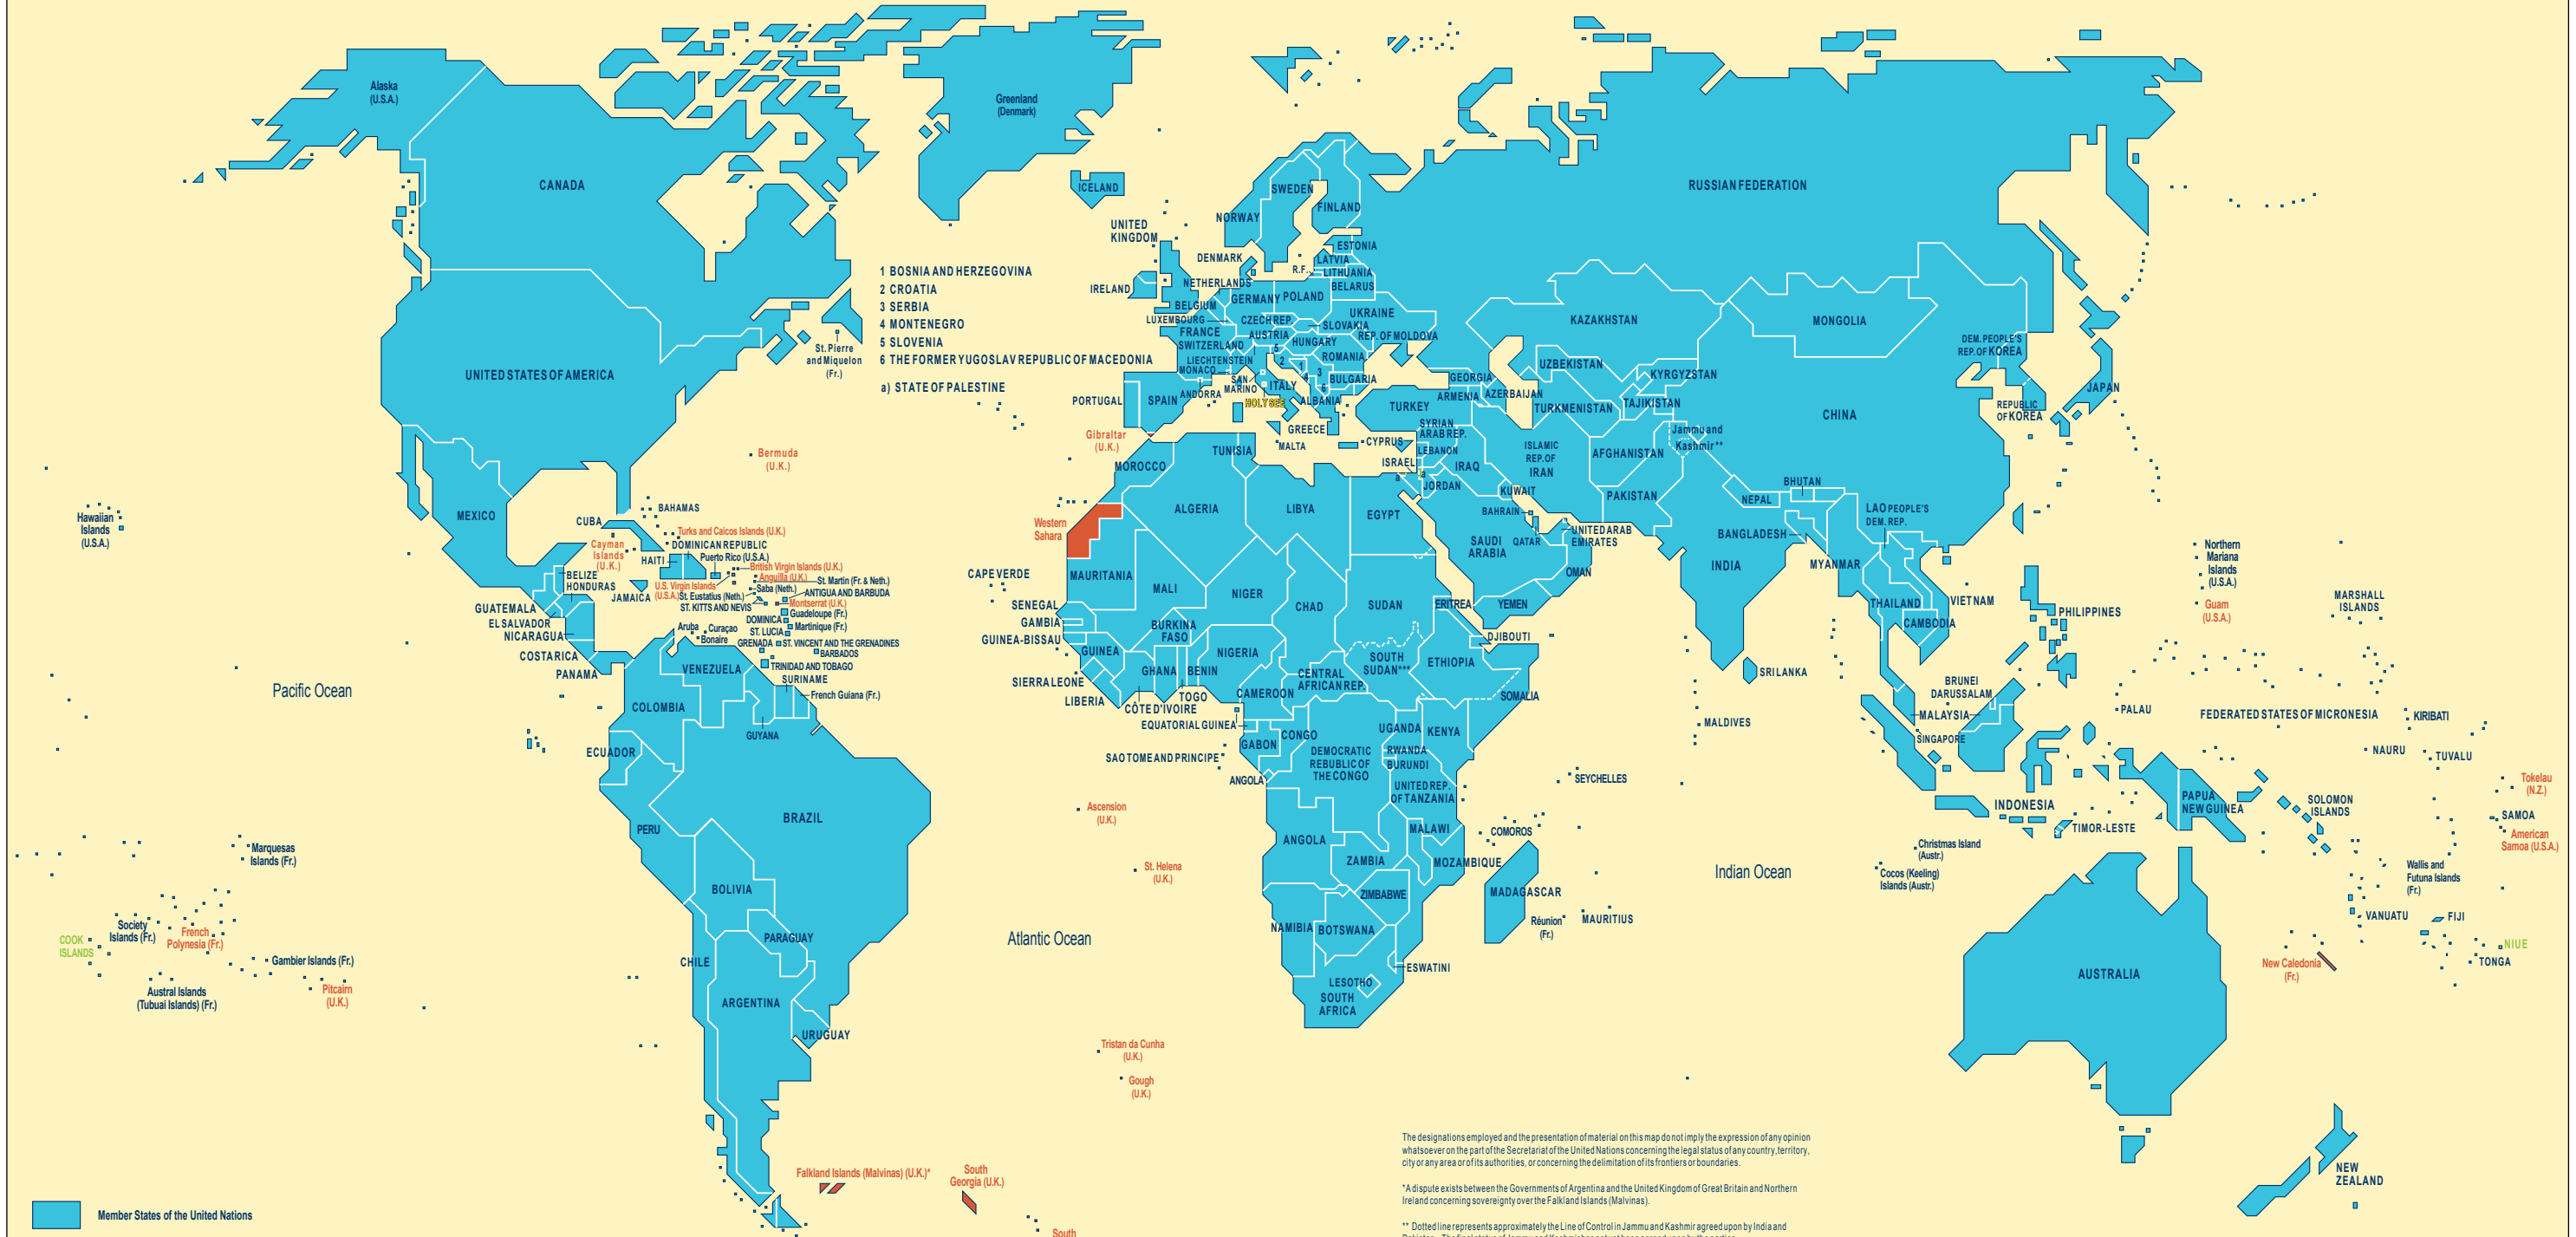 Alaska
(U.S.A.)
CANADA
UNITED STATES OF AMERICA
Greenland
(Denmark)
ICELAND
St. Pierre
and Miquelon
(Fr.)
1 BOSNIA AND HERZEGOVINA
2 CROATIA
3 SERBIA
4 MONTENEGRO
5 SLOVENIA
6 THE FORMER YUGOSLAV REPUBLIC OF MACEDONIA
a) STATE OF PALESTINE
UNITED
KINGDOM
IRELAND
NORWAY
SWEDEN
FINLAND
DENMARK
ESTONIA
LATVIA
R.F.
LITHUANIA
BELARUS
NETHERLANDS
BELGIUM
GERMANY
POLAND
LUXEMBOURG
CZECH REP.
UKRAINE
FRANCE
AUSTRIA
SLOVAKIA
SWITZERLAND
HUNGARY
REP. OF MOLDOVA
LIECHTENSTEIN
ROMANIA
MONACO
5
2
1
3
4
6
SAN
MARINO
ITALY
BULGARIA
ANDORRA
HOLY SEE
ALBANIA
PORTUGAL
SPAIN
GREECE
MALTA
Gibraltar
(U.K.)
RUSSIAN FEDERATION
KAZAKHSTAN
MONGOLIA
UZBEKISTAN
KYRGYZSTAN
GEORGIA
ARMENIA
AZERBAIJAN
TURKMENISTAN
TAJIKISTAN
TURKEY
CHINA
DEM. PEOPLE'S
REP. OF KOREA
REPUBLIC
OF KOREA
JAPAN
SYRIAN
ARAB REP.
CYPRUS
LEBANON
ISRAEL
a
a
JORDAN
IRAQ
ISLAMIC
REP. OF
IRAN
AFGHANISTAN
Jammu and
Kashmir **
KUWAIT
PAKISTAN
NEPAL
BHUTAN
BAHRAIN
QATAR
UNITED ARAB
EMIRATES
SAUDI
ARABIA
OMAN
YEMEN
BANGLADESH
INDIA
LAO PEOPLE'S
DEM. REP.
MYANMAR
THAILAND
VIET NAM
CAMBODIA
PHILIPPINES
SRI LANKA
MALDIVES
BRUNEI
DARUSSALAM
MALAYSIA
SINGAPORE
INDONESIA
TIMOR-LESTE
PAPUA
NEW GUINEA
SOLOMON
ISLANDS
PALAU
FEDERATED STATES OF MICRONESIA
Northern
Mariana
Islands
(U.S.A.)
Guam
(U.S.A.)
MARSHALL
ISLANDS
KIRIBATI
NAURU
TUVALU
Tokelau
(N.Z.)
SAMOA
American
Samoa (U.S.A.)
Wallis and
Futuna Islands
(Fr.)
VANUATU
FIJI
NIUE
TONGA
New Caledonia
(Fr.)
AUSTRALIA
NEW
ZEALAND
Christmas Island
(Austr.)
Cocos (Keeling)
Islands (Austr.)
Indian Ocean
MOROCCO
TUNISIA
ALGERIA
LIBYA
EGYPT
Western
Sahara
MAURITANIA
MALI
NIGER
CHAD
SUDAN
ERITREA
CAPE VERDE
SENEGAL
GAMBIA
GUINEA-BISSAU
GUINEA
SIERRA LEONE
LIBERIA
CÔTE D'IVOIRE
BURKINA
FASO
GHANA
TOGO
BENIN
NIGERIA
CAMEROON
CENTRAL
AFRICAN REP.
SOUTH
SUDAN***
ETHIOPIA
DJIBOUTI
SOMALIA
EQUATORIAL GUINEA
SAO TOME AND PRINCIPE
GABON
CONGO
DEMOCRATIC
REBUBLIC OF
THE CONGO
UGANDA
KENYA
RWANDA
BURUNDI
UNITED REP.
OF TANZANIA
ANGOLA
ANGOLA
ZAMBIA
MALAWI
MOZAMBIQUE
ZIMBABWE
NAMIBIA
BOTSWANA
ESWATINI
LESOTHO
SOUTH
AFRICA
SEYCHELLES
COMOROS
MADAGASCAR
Réunion
(Fr.)
MAURITIUS
Bermuda
(U.K.)
Hawaiian
Islands
(U.S.A.)
MEXICO
BAHAMAS
CUBA
Turks and Caicos Islands (U.K.)
Cayman
Islands
(U.K.)
DOMINICAN REPUBLIC
HAITI
Puerto Rico (U.S.A.)
British Virgin Islands (U.K.)
Anguilla (U.K.)
St. Martin (Fr. & Neth.)
U.S. Virgin Islands
(U.S.A.)
Saba (Neth.)
St. Eustatius (Neth.)
ANTIGUA AND BARBUDA
ST. KITTS AND NEVIS
Montserrat (U.K.)
Guadeloupe (Fr.)
DOMINICA
Martinique (Fr.)
ST. LUCIA
ST. VINCENT AND THE GRENADINES
GRENADA
BARBADOS
TRINIDAD AND TOBAGO
Aruba
Curaçao
Bonaire
BELIZE
HONDURAS
JAMAICA
GUATEMALA
EL SALVADOR
NICARAGUA
COSTA RICA
PANAMA
VENEZUELA
SURINAME
French Guiana (Fr.)
GUYANA
COLOMBIA
ECUADOR
PERU
BRAZIL
BOLIVIA
PARAGUAY
CHILE
ARGENTINA
URUGUAY
Pacific Ocean
Atlantic Ocean
Ascension
(U.K.)
St. Helena
(U.K.)
Tristan da Cunha
(U.K.)
Gough
(U.K.)
Marquesas
Islands (Fr.)
Society
Islands (Fr.)
French
Polynesia (Fr.)
COOK
ISLANDS
Gambier Islands (Fr.)
Austral Islands
(Tubuai Islands) (Fr.)
Pitcairn
(U.K.)
Falkland Islands (Malvinas) (U.K.)*
South
Georgia (U.K.)
South
Member States of the United Nations
The designations employed and the presentation of material on this map do not imply the expression of any opinion
whatsoever on the part of the Secretariat of the United Nations concerning the legal status of any country, territory,
city or any area or of its authorities, or concerning the delimitation of its frontiers or boundaries.
*A dispute exists between the Governments of Argentina and the United Kingdom of Great Britain and Northern
Ireland concerning sovereignty over the Falkland Islands (Malvinas).
** Dotted line represents approximately the Line of Control in Jammu and Kashmir agreed upon by India and